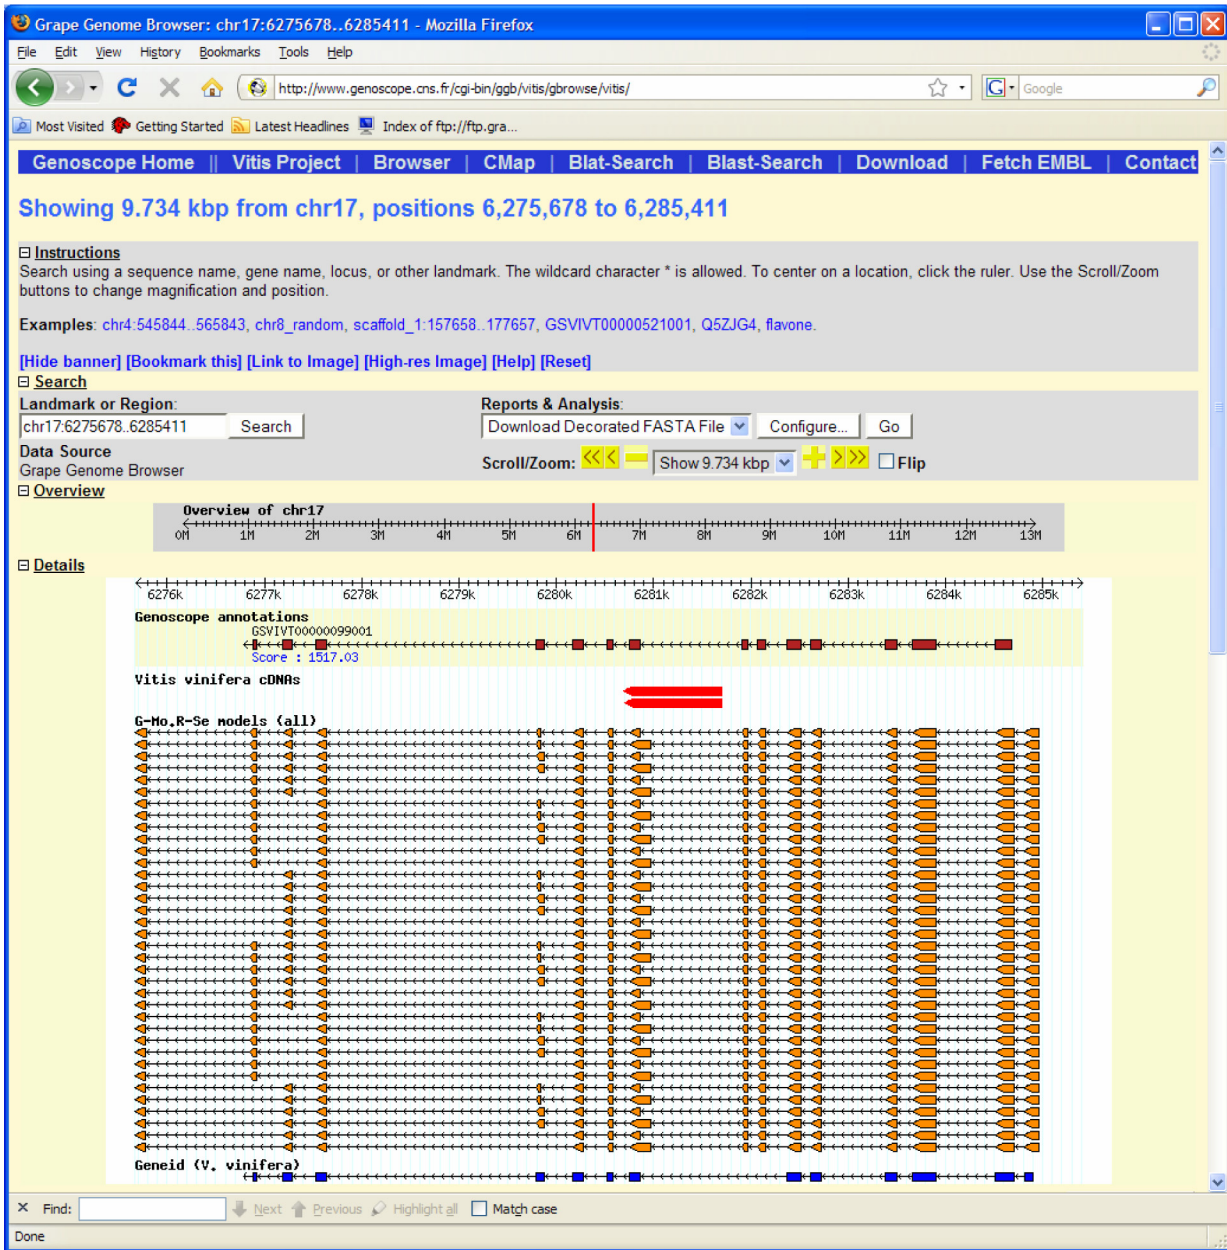 Grape Genome Browser: chr17:6275678..6285411 - Mozilla Firefox
File Edit View History Bookmarks Tools Help
http://www.genoscope.cns.fr/cgi-bin/ggb/vitis/gbrowse/vitis/
G Google
Most Visited Getting Started Latest Headlines Index of ftp://ftp.gra...
Genoscope Home || Vitis Project | Browser | CMap | Blat-Search | Blast-Search | Download | Fetch EMBL | Contact
Showing 9.734 kbp from chr17, positions 6,275,678 to 6,285,411
Instructions
Search using a sequence name, gene name, locus, or other landmark. The wildcard character * is allowed. To center on a location, click the ruler. Use the Scroll/Zoom
buttons to change magnification and position.
Examples: chr4:545844..565843, chr8_random, scaffold_1:157658..177657, GSVIVT00000521001, Q5ZJG4, flavone.
[Hide banner] [Bookmark this] [Link to Image] [High-res Image] [Help] [Reset]
Search
Landmark or Region: Reports & Analysis:
chr17:6275678..6285411 Search Download Decorated FASTA File Configure... Go
Data Source
Grape Genome Browser
Scroll/Zoom: << < − Show 9.734 kbp + > >> Flip
Overview
Overview of chr17
0M 1M 2M 3M 4M 5M 6M 7M 8M 9M 10M 11M 12M 13M
Details
6276k 6277k 6278k 6279k 6280k 6281k 6282k 6283k 6284k 6285k
Genoscope annotations
GSVIVT00000099001
Score : 1517.03
Vitis vinifera cDNAs
G-Mo.R-Se models (all)
Geneid (V. vinifera)
× Find: Next Previous Highlight all Match case
Done